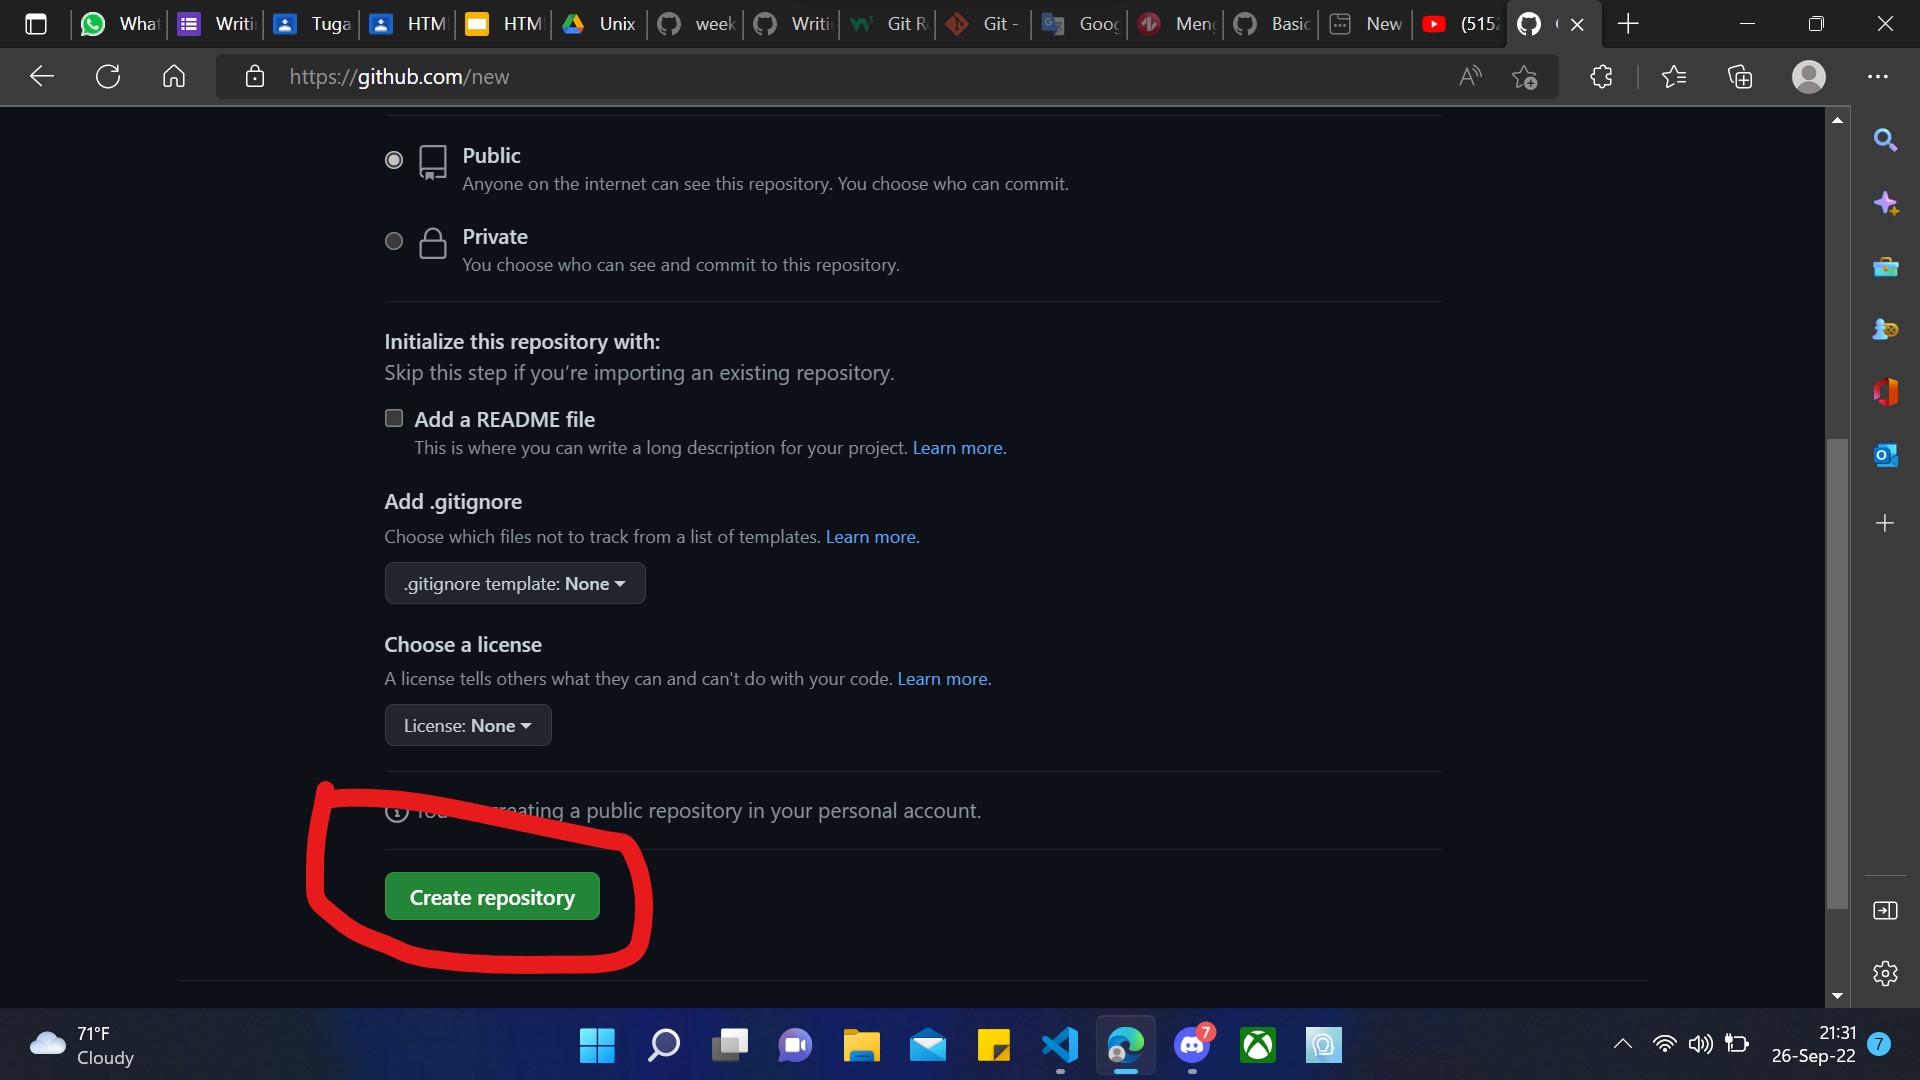 What
Writi
Tuga
HTM
HTM
Unix
week
Writi
Git R
Git -
Goog
Meng
Basic
New
(515
https://github.com/new
Public
Anyone on the internet can see this repository. You choose who can commit.
Private
You choose who can see and commit to this repository.
Initialize this repository with:
Skip this step if you’re importing an existing repository.
Add a README file
This is where you can write a long description for your project. Learn more.
Add .gitignore
Choose which files not to track from a list of templates. Learn more.
.gitignore template: None
Choose a license
A license tells others what they can and can't do with your code. Learn more.
License: None
creating a public repository in your personal account.
Create repository
71°F
Cloudy
7
21:31
26-Sep-22
7